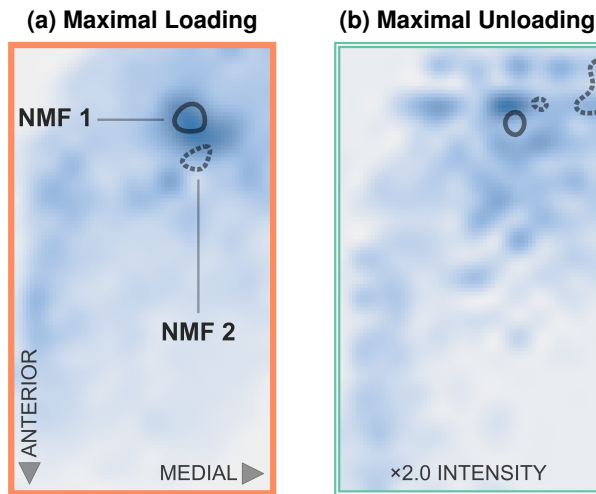 (a) Maximal Loading
(b) Maximal Unloading
NMF 1
NMF 2
ANTERIOR
MEDIAL
×2.0 INTENSITY